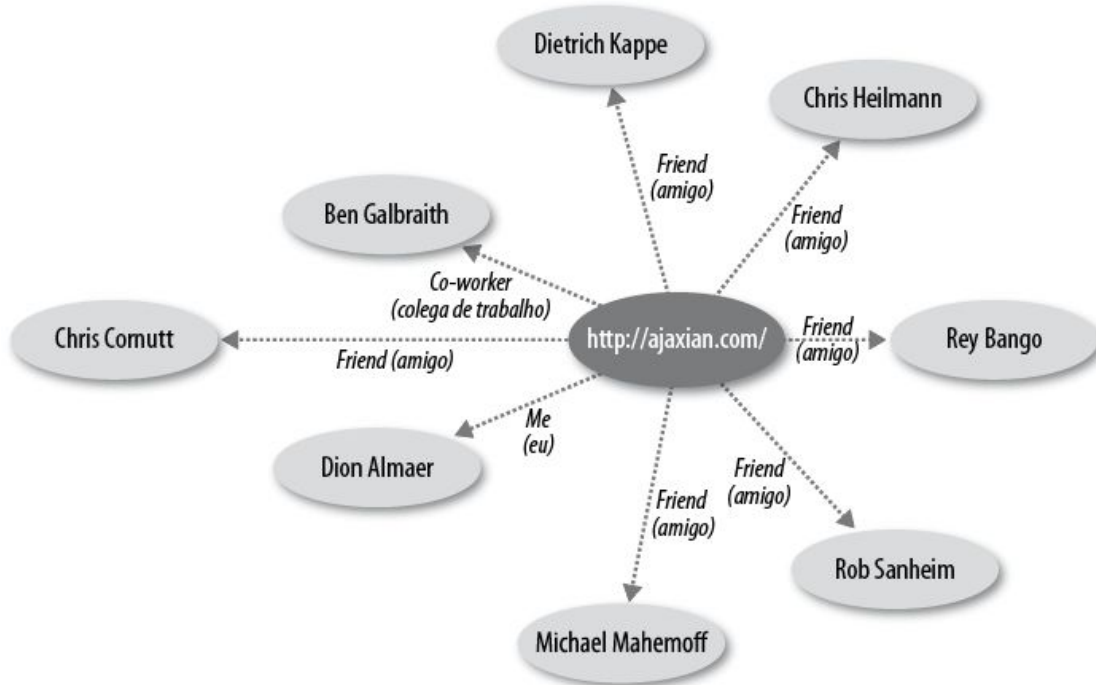 Dietrich Kappe
Chris Heilmann
Friend
(amigo)
Friend
(amigo)
Ben Galbraith
Co-worker
(colega de trabalho)
Chris Cornutt
Friend (amigo)
http://ajaxian.com/
Friend
(amigo)
Rey Bango
Me
(eu)
Dion Almaer
Friend
(amigo)
Friend
(amigo)
Rob Sanheim
Michael Mahemoff